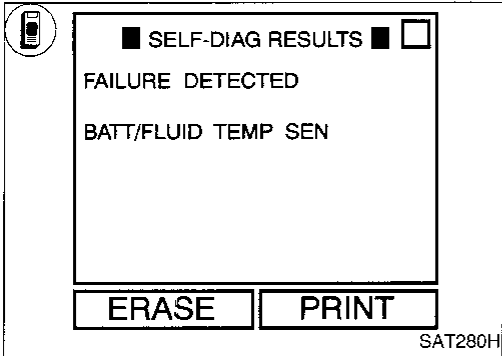 ■ SELF-DIAG RESULTS ■ □
FAILURE DETECTED
BATT/FLUID TEMP SEN
ERASE PRINT
SAT280H